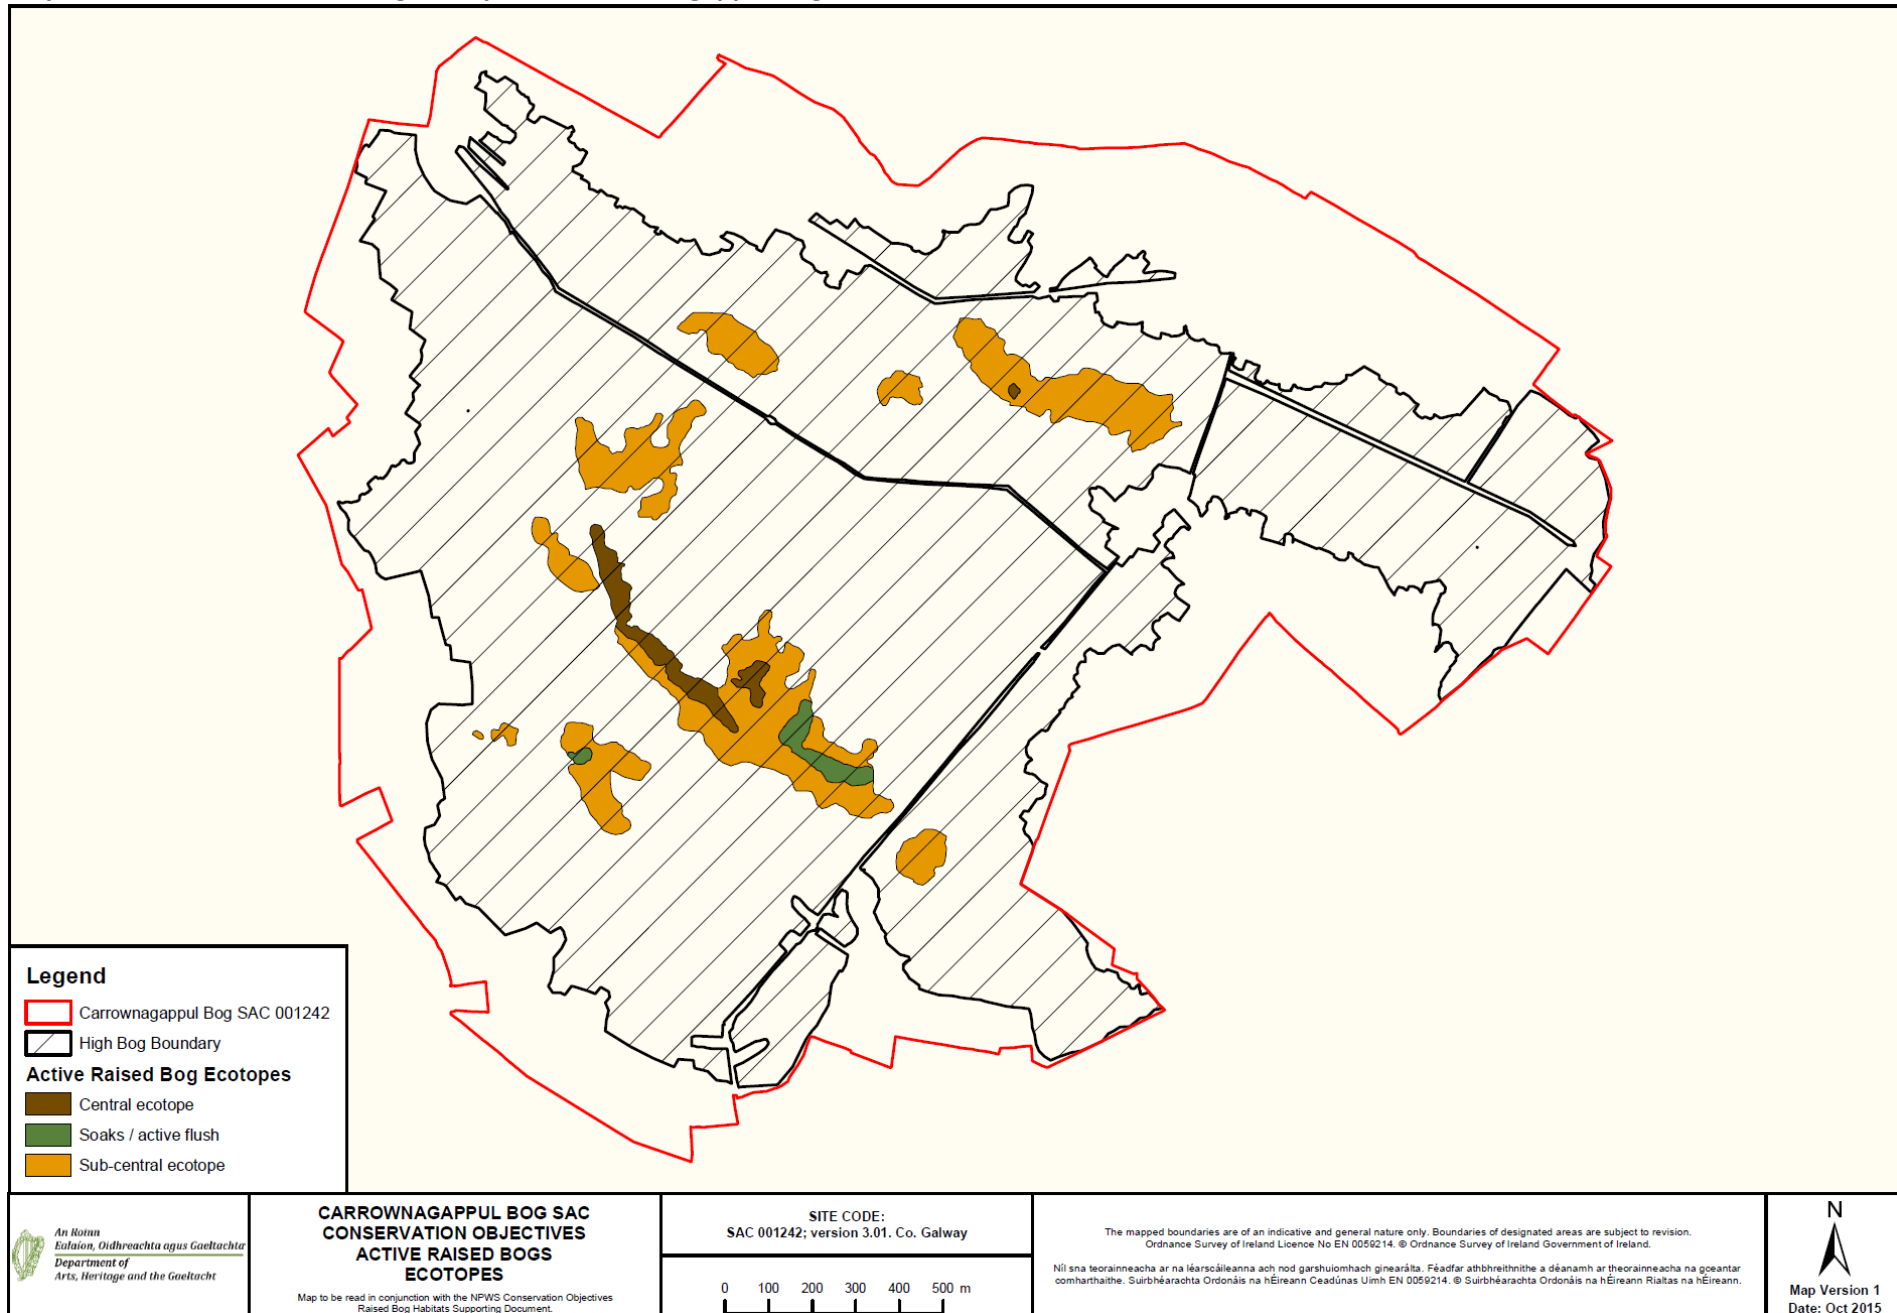 Legend
Carrownagappul Bog SAC 001242
High Bog Boundary
Active Raised Bog Ecotopes
Central ecotope
Soaks / active flush
Sub-central ecotope
An Roinn
Ealaíon, Oidhreachta agus Gaeltachta
Department of
Arts, Heritage and the Gaeltacht
CARROWNAGAPPUL BOG SAC
CONSERVATION OBJECTIVES
ACTIVE RAISED BOGS
ECOTOPES
Map to be read in conjunction with the NPWS Conservation Objectives
Raised Bog Habitats Supporting Document.
SITE CODE:
SAC 001242; version 3.01. Co. Galway
0 100 200 300 400 500 m
The mapped boundaries are of an indicative and general nature only. Boundaries of designated areas are subject to revision.
Ordnance Survey of Ireland Licence No EN 0059214. © Ordnance Survey of Ireland Government of Ireland.
Níl sna teorainneacha ar na léarscáileanna ach nod garshuiomhach ginearálta. Féadfar athbhreithnithe a déanamh ar theorainneacha na gceantar
comharthaithe. Suirbhéarachta Ordonáis na hÉireann Ceadúnas Uimh EN 0059214. © Suirbhéarachta Ordonáis na hÉireann Rialtas na hÉireann.
N
Map Version 1
Date: Oct 2015